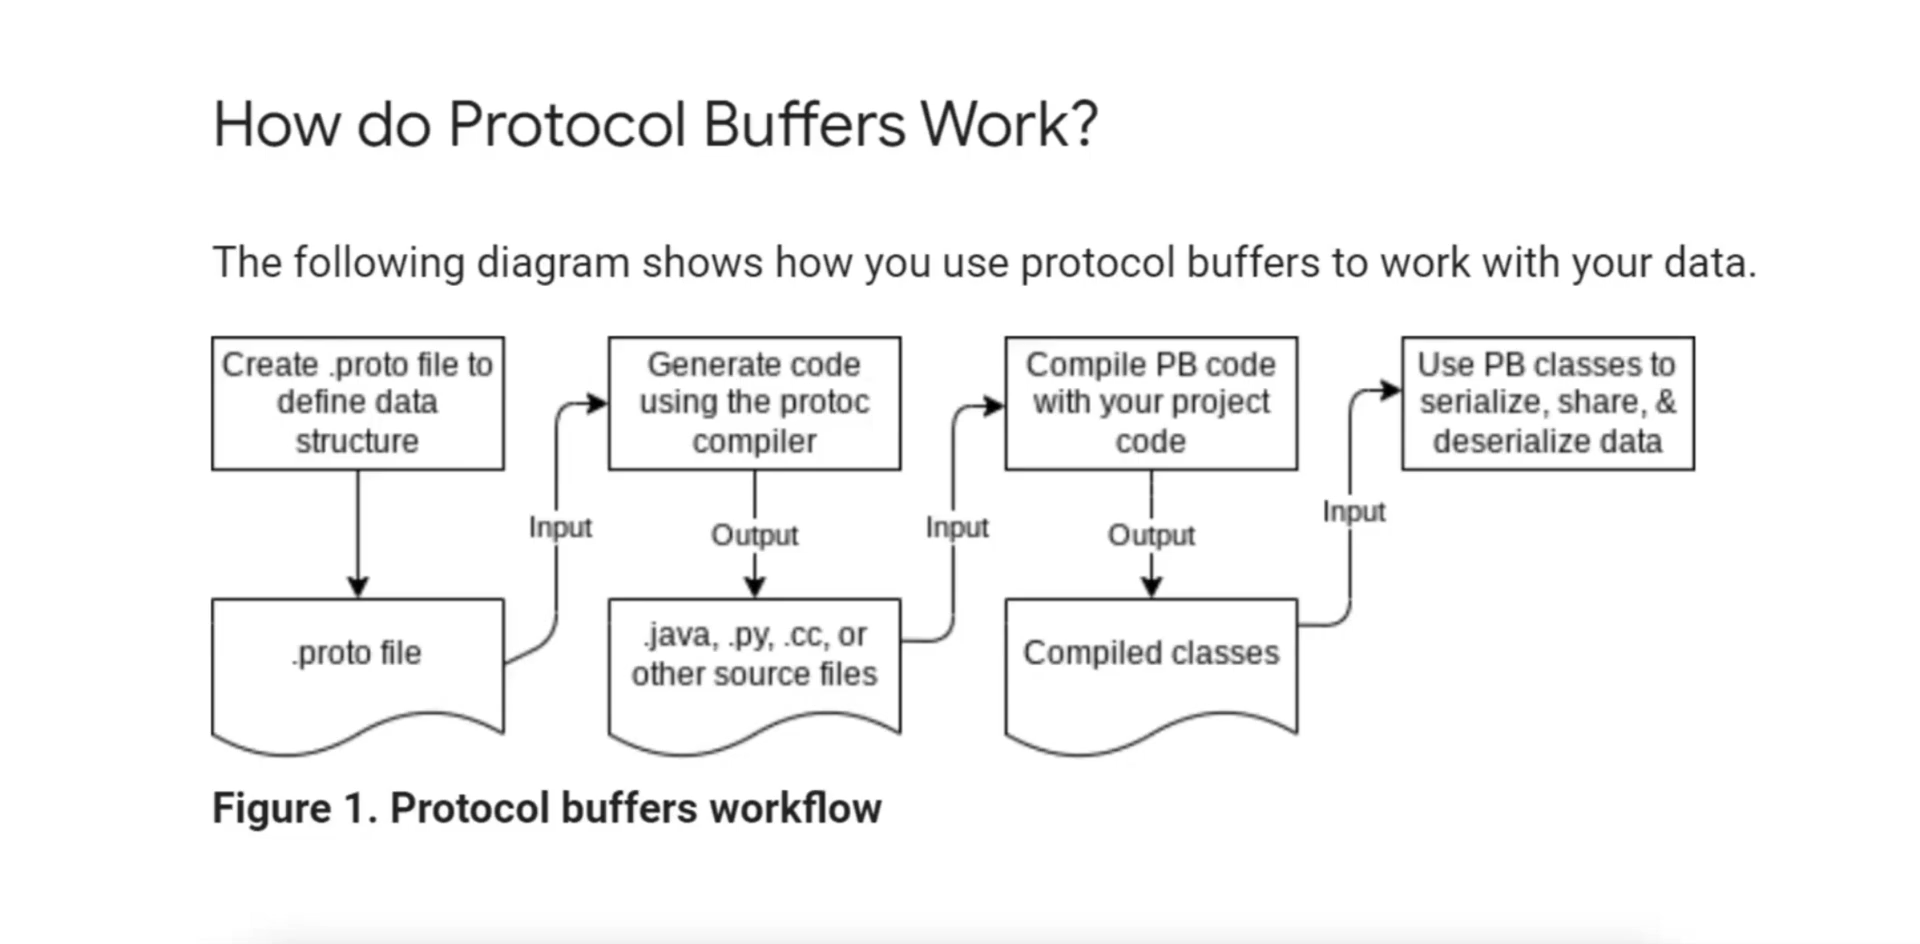 How do Protocol Buffers Work?
The following diagram shows how you use protocol buffers to work with your data.
Create .proto file to
define data
structure
Generate code
using the protoc
compiler
Compile PB code
with your project
code
Use PB classes to
serialize, share, &
deserialize data
Input
Output
Input
Output
Input
.proto file
.java, .py, .cc, or
other source files
Compiled classes
Figure 1. Protocol buffers workflow